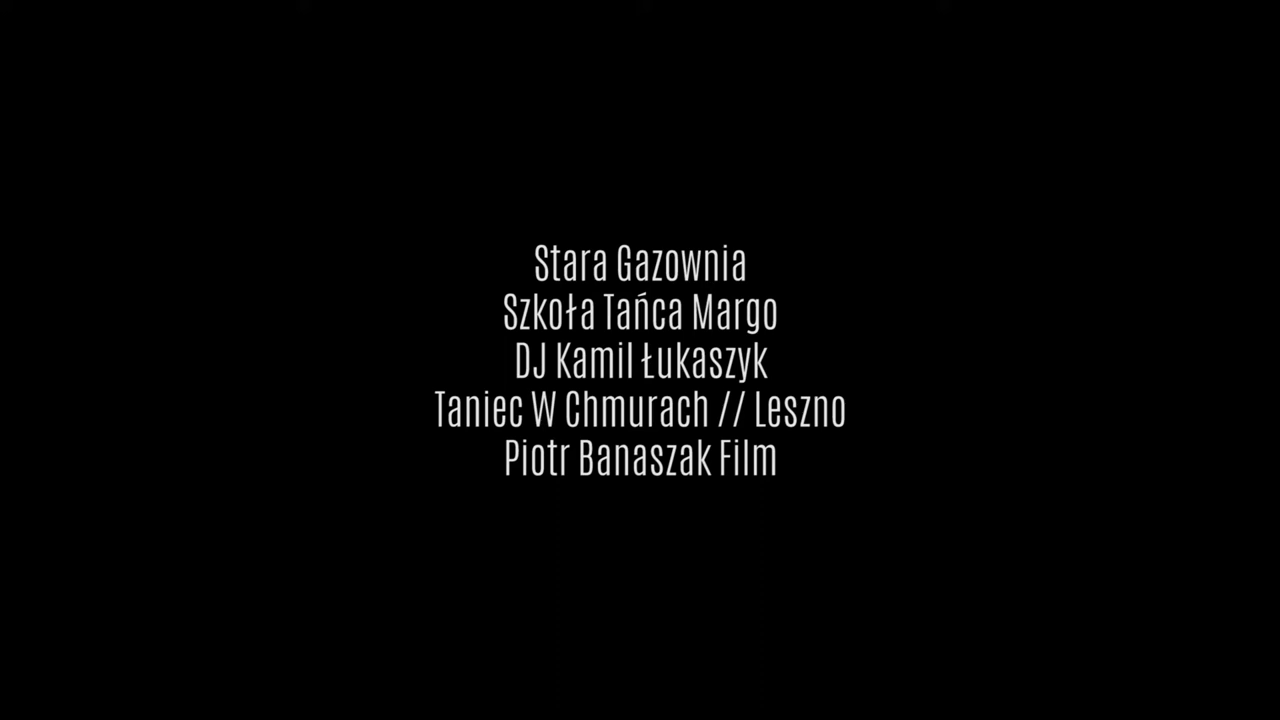 Stara Gazownia
Szkoła Tańca Margo
DJ Kamil Łukaszyk
Taniec W Chmurach // Leszno
Piotr Banaszak Film